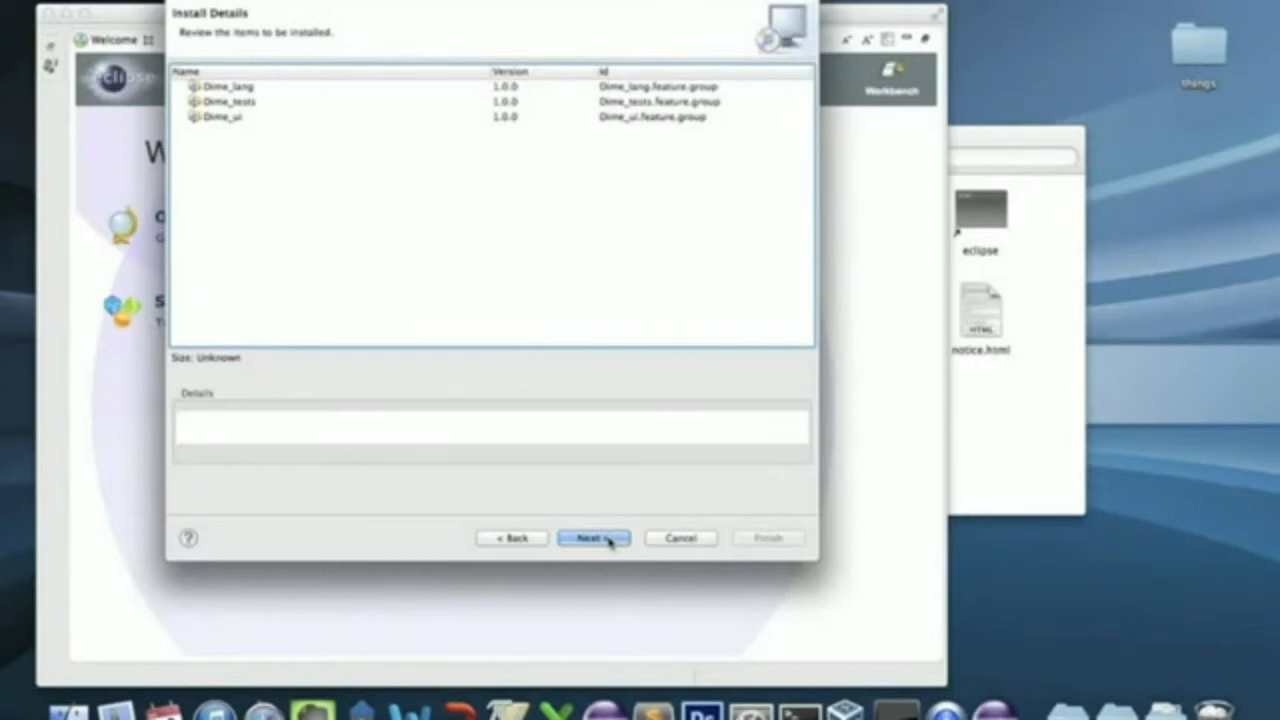 Install Details
Review the items to be installed.
Welcome
eclipse
Workbench
Name Version Id
Dime_lang 1.0.0 Dime_lang.feature.group
Dime_tests 1.0.0 Dime_tests.feature.group
Dime_ui 1.0.0 Dime_ui.feature.group
things
W
eclipse
HTML
notice.html
Size: Unknown
Details
?
< Back Next > Cancel Finish